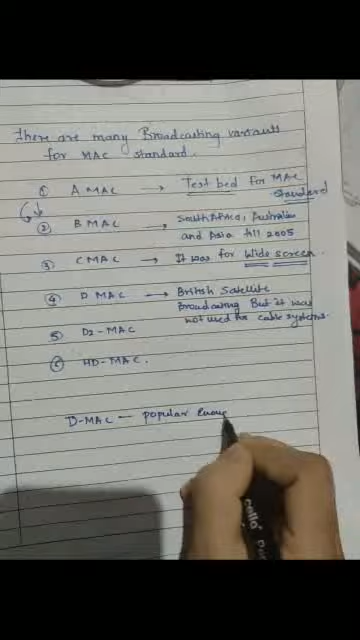 There are many Broadcasting variants
for MAC standard.
① A MAC → Test bed for MAC
standard
② B MAC → South Africa, Australia
and Asia till 2005
③ C MAC → It was for Wide screen.
④ D MAC → British Satellite
Broadcasting But it was
not used for cable systems.
⑤ D2-MAC
⑥ HD-MAC.
D-MAC — popular
cello